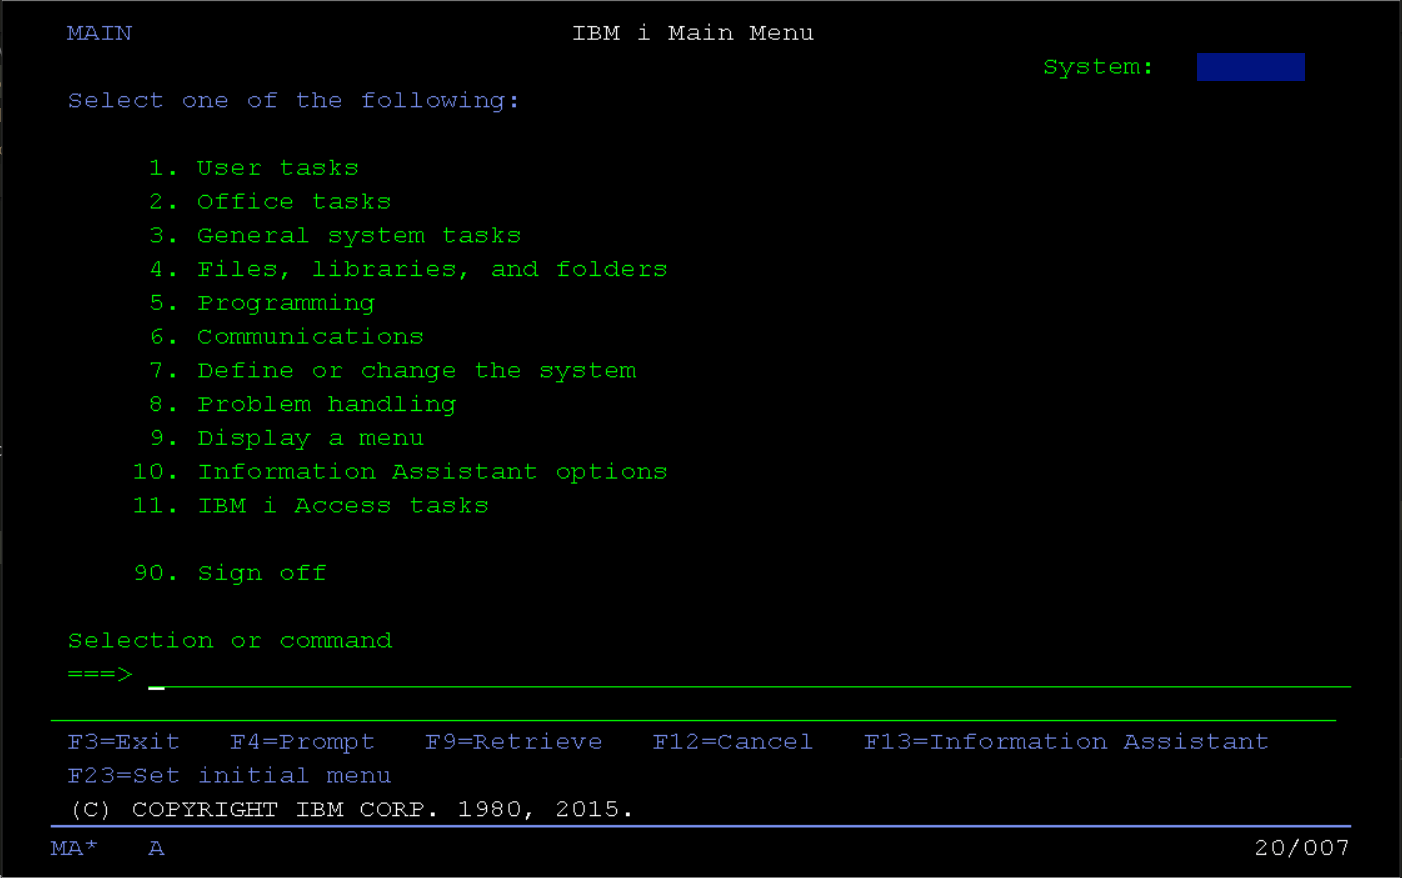 MAIN IBM i Main Menu
System:
Select one of the following:
1. User tasks
2. Office tasks
3. General system tasks
4. Files, libraries, and folders
5. Programming
6. Communications
7. Define or change the system
8. Problem handling
9. Display a menu
10. Information Assistant options
11. IBM i Access tasks
90. Sign off
Selection or command
===>
F3=Exit F4=Prompt F9=Retrieve F12=Cancel F13=Information Assistant
F23=Set initial menu
(C) COPYRIGHT IBM CORP. 1980, 2015.
MA* A 20/007